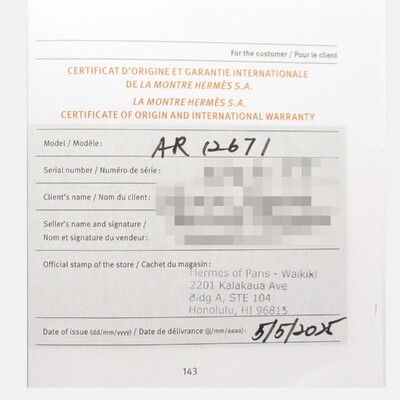 For the customer / Pour le client
CERTIFICAT D'ORIGINE ET GARANTIE INTERNATIONALE
DE LA MONTRE HERMÈS S.A.
LA MONTRE HERMÈS S.A.
CERTIFICATE OF ORIGIN AND INTERNATIONAL WARRANTY
Model / Modèle: AR 12671
Serial number / Numéro de série:
Client's name / Nom du client:
Seller's name and signature /
Nom et signature du vendeur:
Official stamp of the store / Cachet du magasin:
Hermes of Paris - Waikiki
2201 Kalakaua Ave
Bldg A, STE 104
Honolulu, HI 96815
Date of issue (dd/mm/yyyy) / Date de délivrance (jj/mm/aaaa): 5/5/2025
143